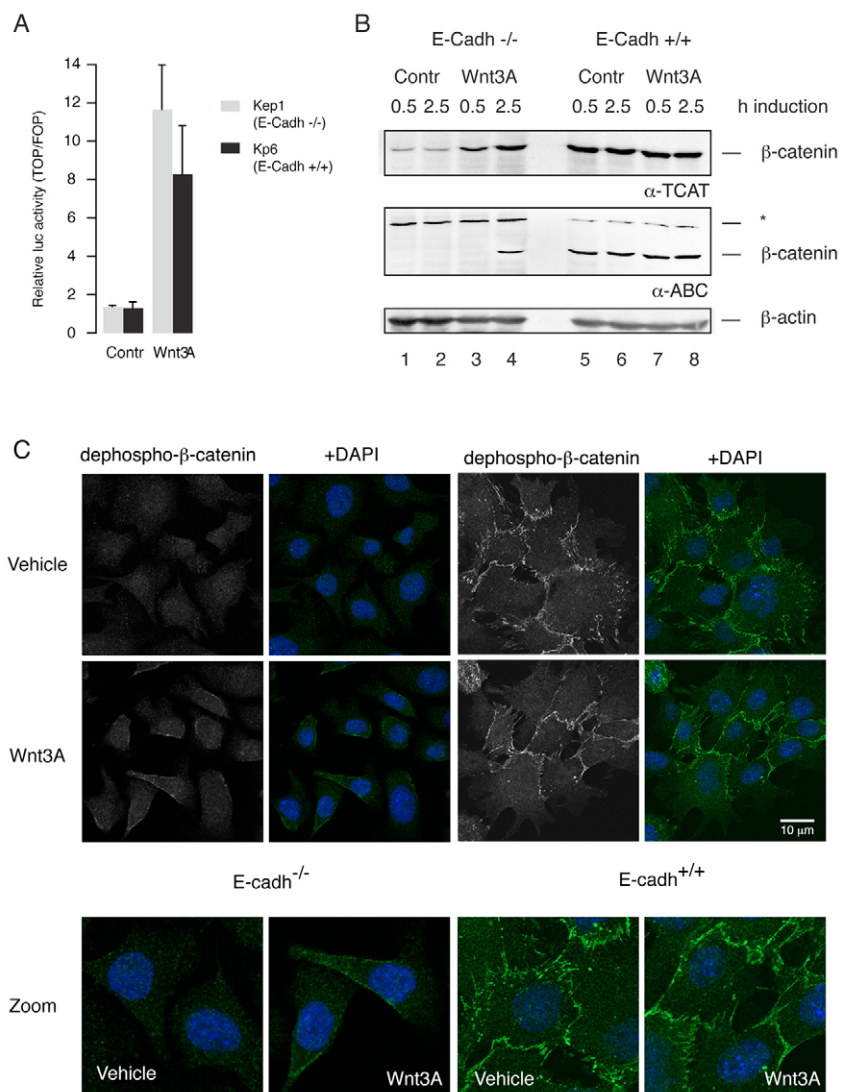 A
Relative luc activity (TOP/FOP)
14
12
10
8
6
4
2
0
Contr
Wnt3A
Kep1
(E-Cadh -/-)
Kp6
(E-Cadh +/+)
B
E-Cadh -/- E-Cadh +/+
Contr Wnt3A Contr Wnt3A
0.5 2.5 0.5 2.5 0.5 2.5 0.5 2.5 h induction
β-catenin
α-TCAT
*
β-catenin
α-ABC
β-actin
1 2 3 4 5 6 7 8
C
dephospho-β-catenin +DAPI dephospho-β-catenin +DAPI
Vehicle
Wnt3A
10 μm
E-cadh-/- E-cadh+/+
Zoom
Vehicle Wnt3A Vehicle Wnt3A